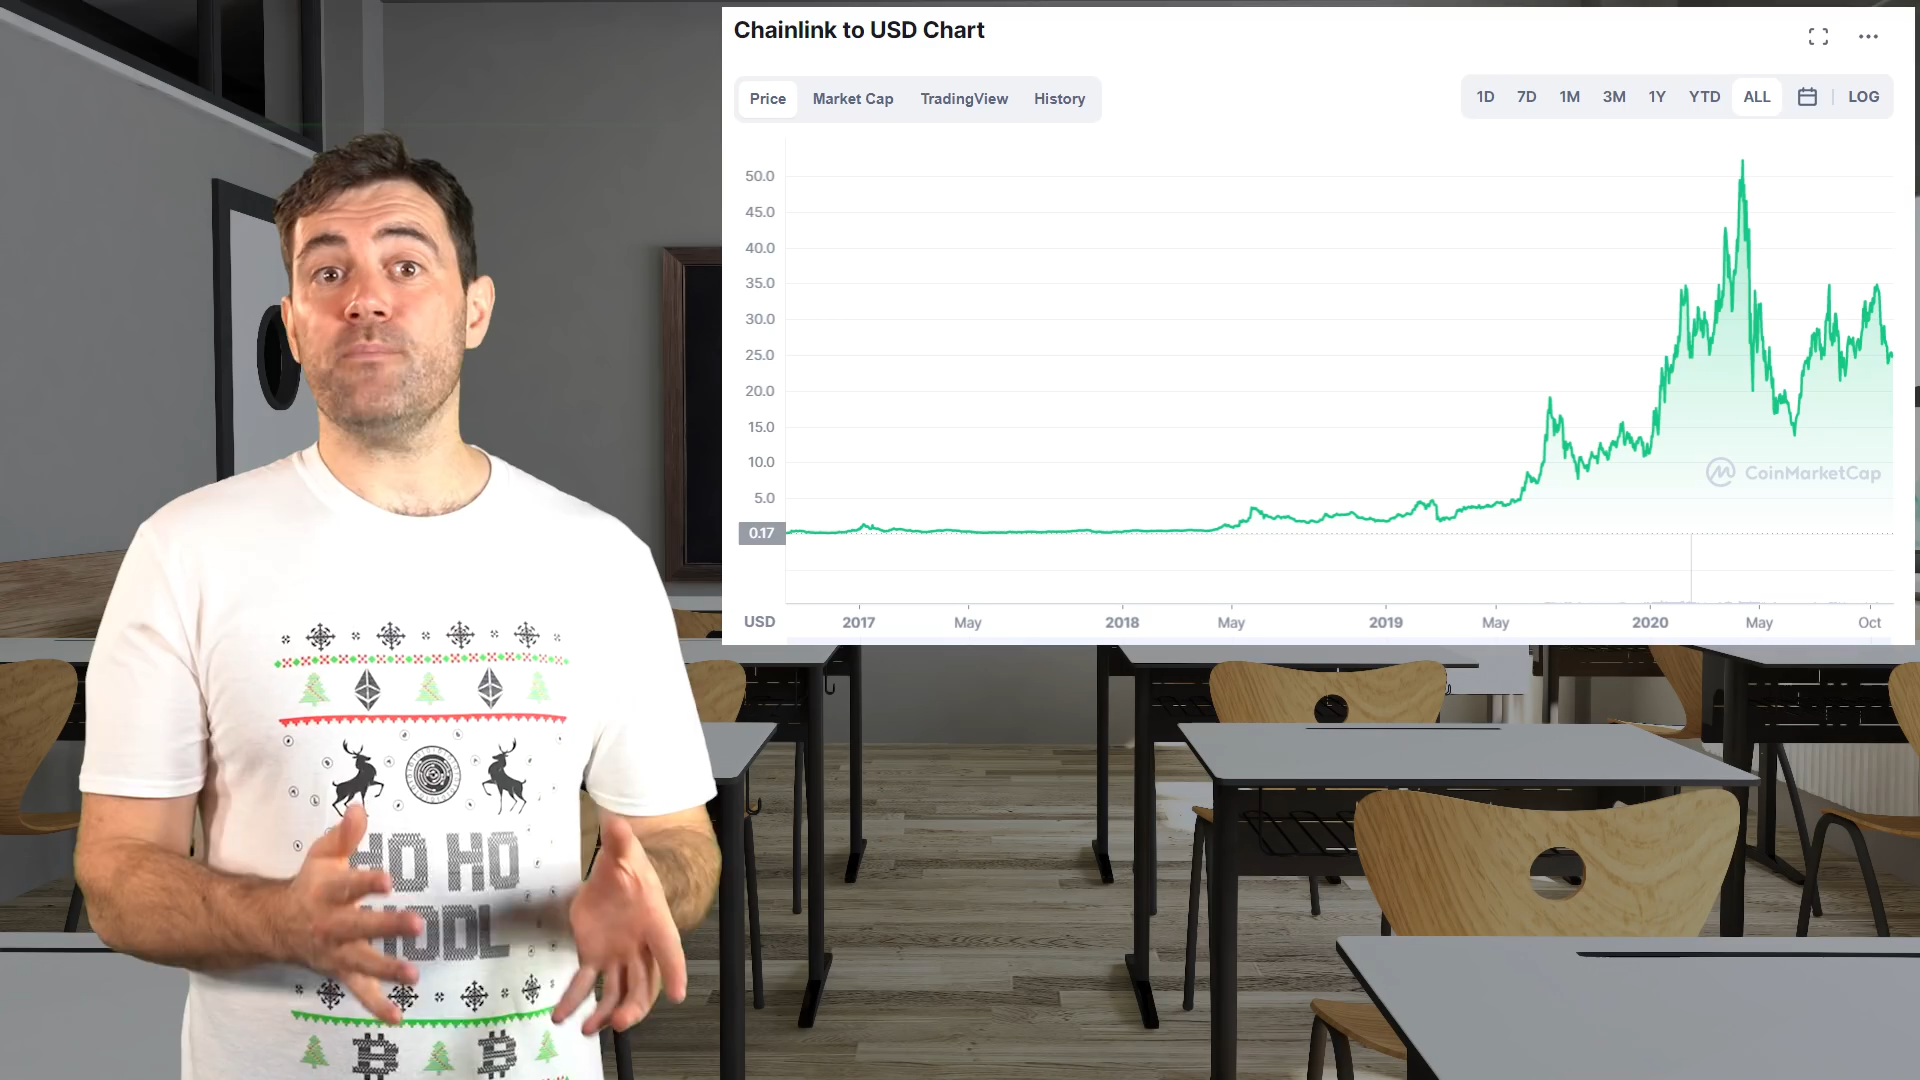 Chainlink to USD Chart
Price Market Cap TradingView History
1D 7D 1M 3M 1Y YTD ALL LOG
50.0
45.0
40.0
35.0
30.0
25.0
20.0
15.0
10.0
5.0
0.17
CoinMarketCap
USD 2017 May 2018 May 2019 May 2020 May Oct
HO HO
HODL